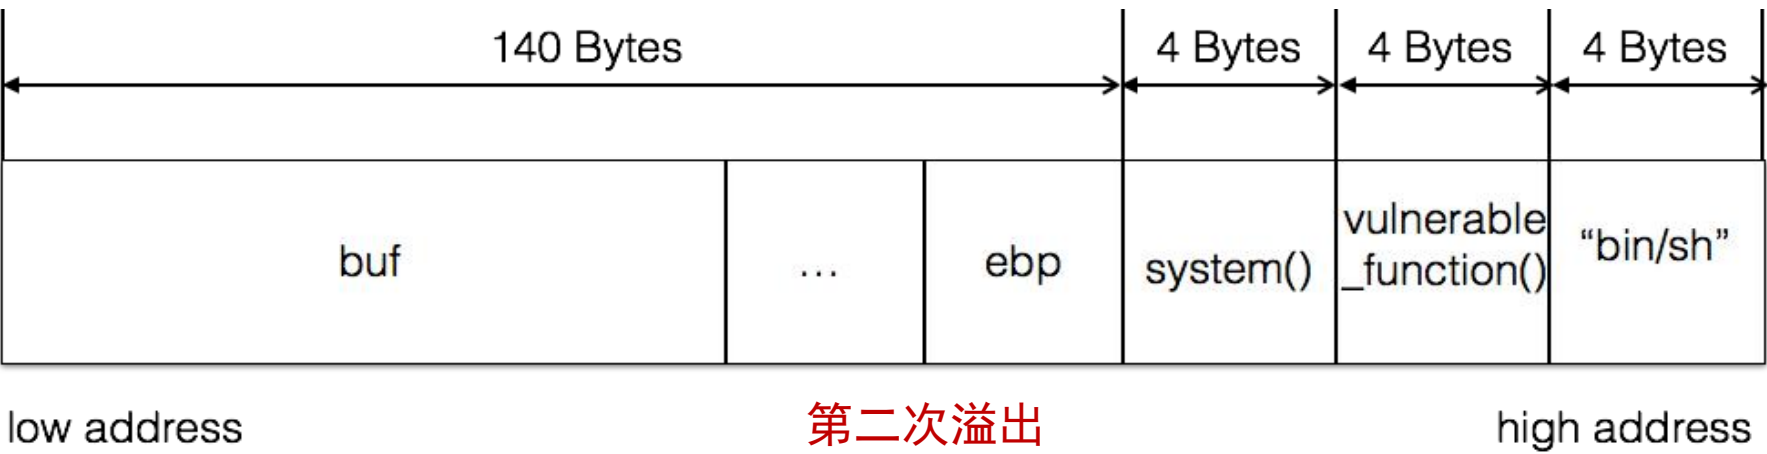 140 Bytes 4 Bytes 4 Bytes 4 Bytes
buf … ebp system() vulnerable
_function() “bin/sh”
low address 第二次溢出 high address